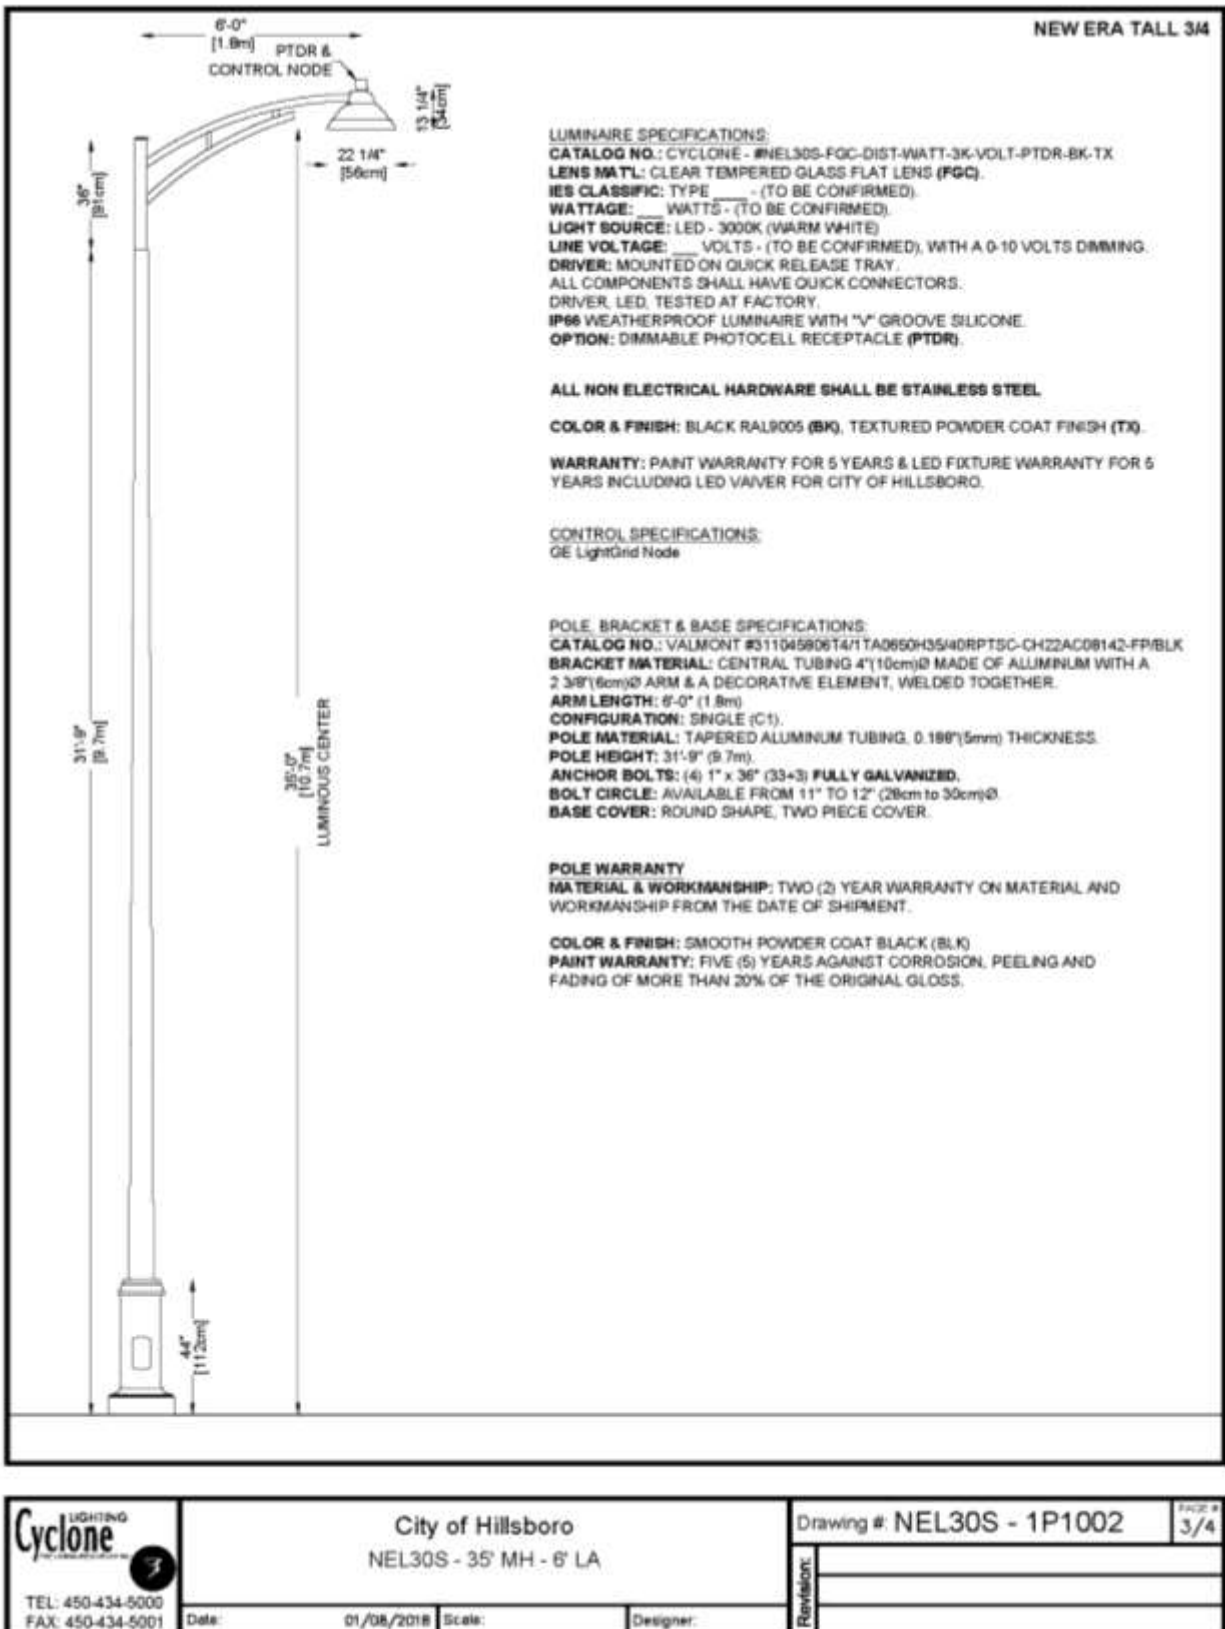 NEW ERA TALL 3/4
6'-0"
[1.8m]
PTDR &
CONTROL NODE
13 1/4"
[34cm]
22 1/4"
[56cm]
36"
[91cm]
31'-9"
[9.7m]
35'-0"
[10.7m]
LUMINOUS CENTER
44"
[112cm]
LUMINAIRE SPECIFICATIONS:
CATALOG NO.: CYCLONE - #NEL30S-FGC-DIST-WATT-3K-VOLT-PTDR-BK-TX
LENS MAT'L: CLEAR TEMPERED GLASS FLAT LENS (FGC).
IES CLASSIFIC: TYPE ____ - (TO BE CONFIRMED).
WATTAGE: ___ WATTS - (TO BE CONFIRMED).
LIGHT SOURCE: LED - 3000K (WARM WHITE)
LINE VOLTAGE: ___ VOLTS - (TO BE CONFIRMED), WITH A 0-10 VOLTS DIMMING.
DRIVER: MOUNTED ON QUICK RELEASE TRAY.
ALL COMPONENTS SHALL HAVE QUICK CONNECTORS.
DRIVER, LED, TESTED AT FACTORY.
IP66 WEATHERPROOF LUMINAIRE WITH "V" GROOVE SILICONE.
OPTION: DIMMABLE PHOTOCELL RECEPTACLE (PTDR).
ALL NON ELECTRICAL HARDWARE SHALL BE STAINLESS STEEL
COLOR & FINISH: BLACK RAL9005 (BK), TEXTURED POWDER COAT FINISH (TX).
WARRANTY: PAINT WARRANTY FOR 5 YEARS & LED FIXTURE WARRANTY FOR 5
YEARS INCLUDING LED VAIVER FOR CITY OF HILLSBORO.
CONTROL SPECIFICATIONS:
GE LightGrid Node
POLE, BRACKET & BASE SPECIFICATIONS:
CATALOG NO.: VALMONT #311045806T4/1TA0650H35/40RPTSC-CH22AC08142-FP/BLK
BRACKET MATERIAL: CENTRAL TUBING 4"(10cm)Ø MADE OF ALUMINUM WITH A
2 3/8"(6cm)Ø ARM & A DECORATIVE ELEMENT, WELDED TOGETHER.
ARM LENGTH: 6'-0" (1.8m)
CONFIGURATION: SINGLE (C1).
POLE MATERIAL: TAPERED ALUMINUM TUBING, 0.188"(5mm) THICKNESS.
POLE HEIGHT: 31'-9" (9.7m).
ANCHOR BOLTS: (4) 1" x 36" (33+3) FULLY GALVANIZED.
BOLT CIRCLE: AVAILABLE FROM 11" TO 12" (28cm to 30cm)Ø.
BASE COVER: ROUND SHAPE, TWO PIECE COVER.
POLE WARRANTY
MATERIAL & WORKMANSHIP: TWO (2) YEAR WARRANTY ON MATERIAL AND
WORKMANSHIP FROM THE DATE OF SHIPMENT.
COLOR & FINISH: SMOOTH POWDER COAT BLACK (BLK)
PAINT WARRANTY: FIVE (5) YEARS AGAINST CORROSION, PEELING AND
FADING OF MORE THAN 20% OF THE ORIGINAL GLOSS.
LIGHTING
Cyclone
TEL: 450-434-5000
FAX: 450-434-5001
City of Hillsboro
NEL30S - 35' MH - 6' LA
Date: 01/08/2018
Scale:
Designer:
Drawing #: NEL30S - 1P1002
PAGE #
3/4
Revision: